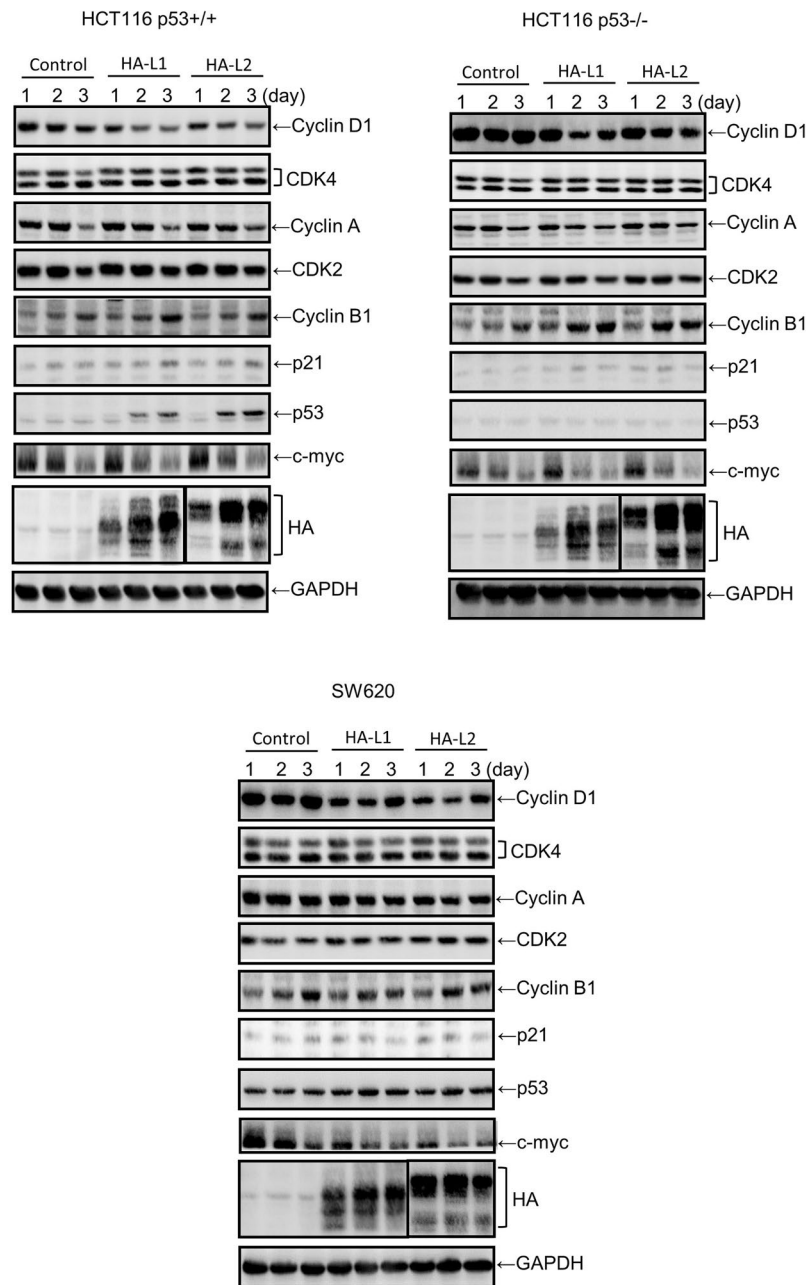 HCT116 p53+/+
Control HA-L1 HA-L2
1 2 3 1 2 3 1 2 3 (day)
←Cyclin D1
CDK4
←Cyclin A
←CDK2
←Cyclin B1
←p21
←p53
←c-myc
HA
←GAPDH
HCT116 p53-/-
Control HA-L1 HA-L2
1 2 3 1 2 3 1 2 3 (day)
←Cyclin D1
CDK4
←Cyclin A
←CDK2
←Cyclin B1
←p21
←p53
←c-myc
HA
←GAPDH
SW620
Control HA-L1 HA-L2
1 2 3 1 2 3 1 2 3 (day)
←Cyclin D1
CDK4
←Cyclin A
←CDK2
←Cyclin B1
←p21
←p53
←c-myc
HA
←GAPDH